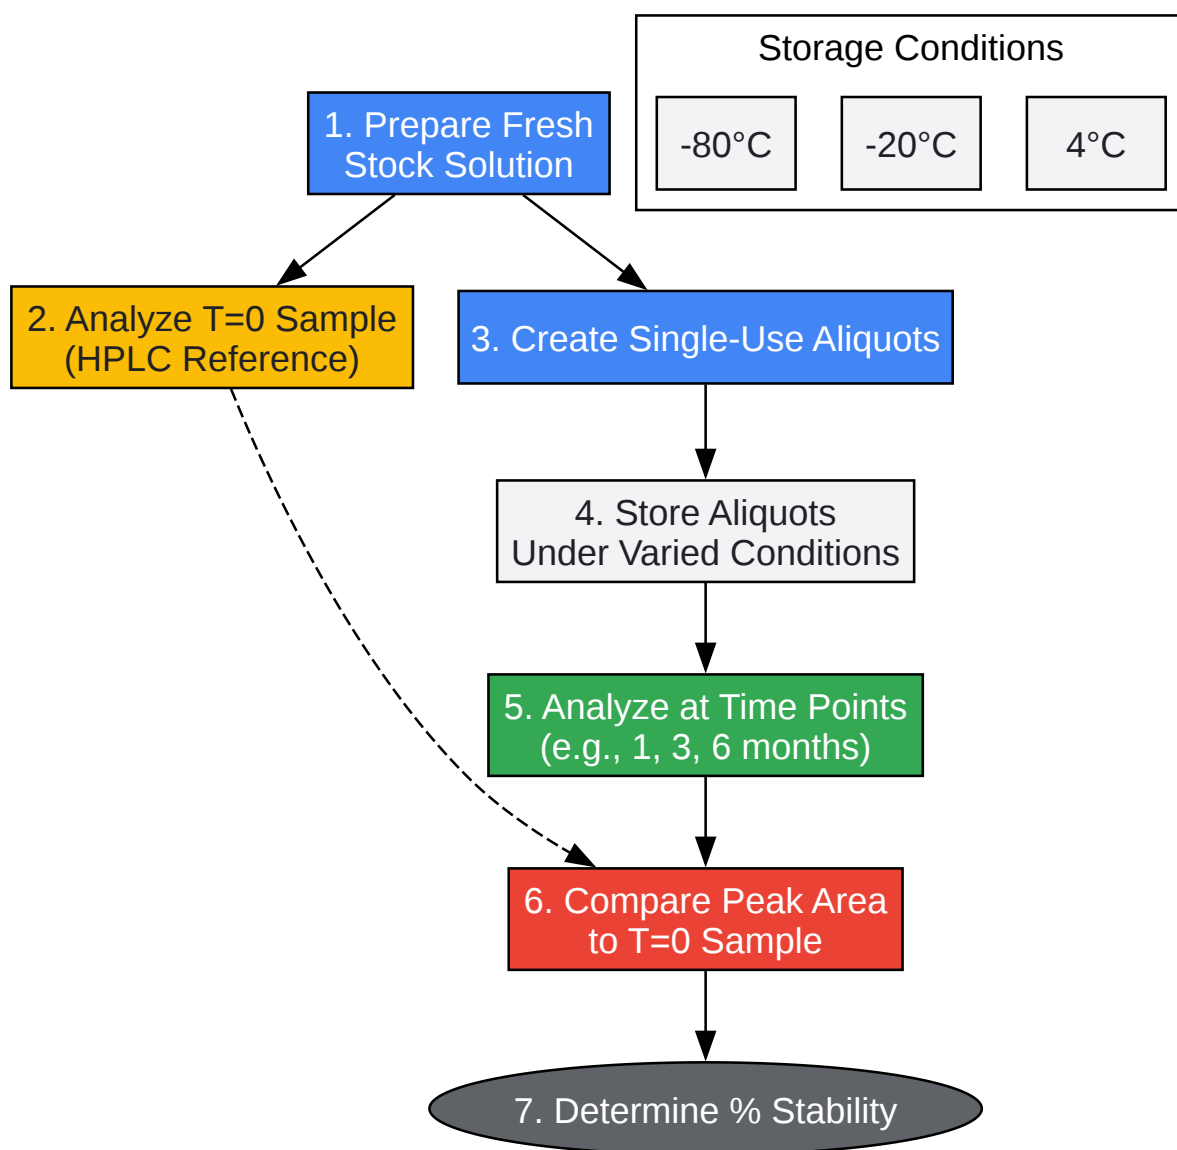 Storage Conditions
-80°C
-20°C
4°C
1. Prepare Fresh
Stock Solution
2. Analyze T=0 Sample
(HPLC Reference)
3. Create Single-Use Aliquots
4. Store Aliquots
Under Varied Conditions
5. Analyze at Time Points
(e.g., 1, 3, 6 months)
6. Compare Peak Area
to T=0 Sample
7. Determine % Stability